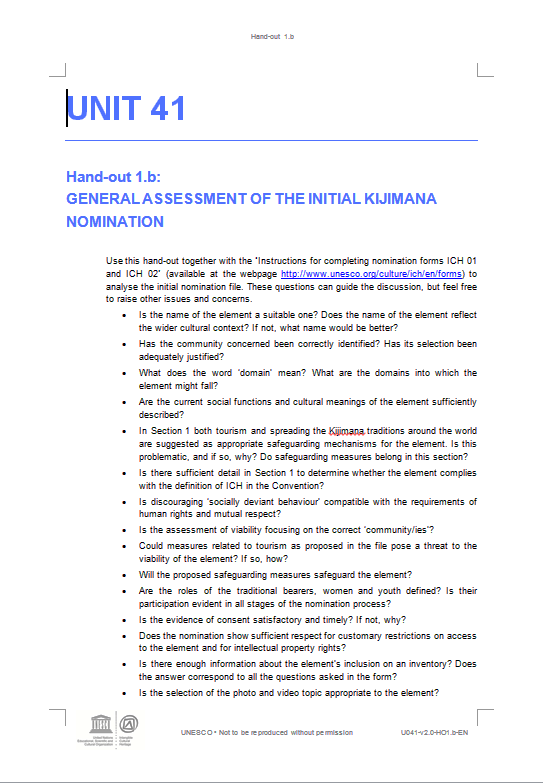 Hand-out 1.b
UNIT 41
Hand-out 1.b:
GENERAL ASSESSMENT OF THE INITIAL KIJIMANA
NOMINATION
Use this hand-out together with the 'Instructions for completing nomination forms ICH 01
and ICH 02' (available at the webpage http://www.unesco.org/culture/ich/en/forms) to
analyse the initial nomination file. These questions can guide the discussion, but feel free
to raise other issues and concerns.
• Is the name of the element a suitable one? Does the name of the element reflect
the wider cultural context? If not, what name would be better?
• Has the community concerned been correctly identified? Has its selection been
adequately justified?
• What does the word 'domain' mean? What are the domains into which the
element might fall?
• Are the current social functions and cultural meanings of the element sufficiently
described?
• In Section 1 both tourism and spreading the Kijimana traditions around the world
are suggested as appropriate safeguarding mechanisms for the element. Is this
problematic, and if so, why? Do safeguarding measures belong in this section?
• Is there sufficient detail in Section 1 to determine whether the element complies
with the definition of ICH in the Convention?
• Is discouraging 'socially deviant behaviour' compatible with the requirements of
human rights and mutual respect?
• Is the assessment of viability focusing on the correct 'community/ies'?
• Could measures related to tourism as proposed in the file pose a threat to the
viability of the element? If so, how?
• Will the proposed safeguarding measures safeguard the element?
• Are the roles of the traditional bearers, women and youth defined? Is their
participation evident in all stages of the nomination process?
• Is the evidence of consent satisfactory and timely? If not, why?
• Does the nomination show sufficient respect for customary restrictions on access
to the element and for intellectual property rights?
• Is there enough information about the element's inclusion on an inventory? Does
the answer correspond to all the questions asked in the form?
• Is the selection of the photo and video topic appropriate to the element?
United Nations
Educational, Scientific and
Cultural Organization
Intangible
Cultural
Heritage
UNESCO • Not to be reproduced without permission
U041-v2.0-HO1.b-EN